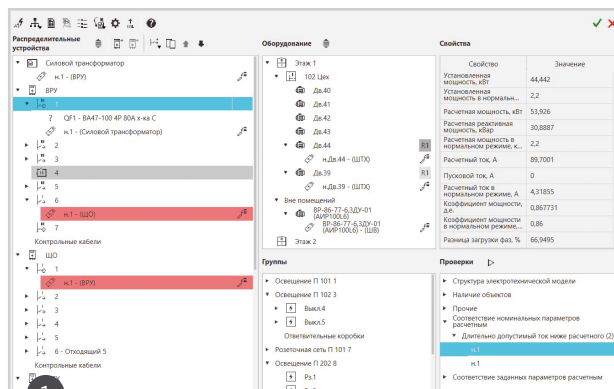 Распределительные
устройства
Силовой трансформатор
н.1 - (ВРУ)
ВРУ
1
? QF1 - ВА47-100 4Р 80А х-ка С
н.1 - (Силовой трансформатор)
2
3
4
5
6
н.1 - (ЩО)
7
Контрольные кабели
ЩО
1
н.1 - (ВРУ)
2
3
4
5
6 - Отходящий 5
Контрольные кабели
Оборудование
Этаж 1
102 Цех
Дв.40
Дв.41
Дв.42
Дв.43
Дв.44 R1
н.Дв.44 - (ШТХ)
Дв.39 R1
н.Дв.39 - (ШТХ)
Вне помещений
ВР-86-77-6,3ДУ-01
(АИР100L6)
ВР-86-77-6,3ДУ-01
(АИР100L6) - (ШВ)
Этаж 2
Группы
Освещение П 101 1
Освещение П 102 3
Выкл.4
Выкл.5
Ответвительные коробки
Розеточная сеть П 101 7
Освещение П 202 8
Рз.1
Свойства
Свойство Значение
Установленная
мощность, кВт 44,442
Установленная
мощность в нормальн... 2,2
Расчетная мощность, кВт 53,926
Расчетная реактивная
мощность, кВар 30,8887
Расчетная мощность в
нормальном режиме, к... 2,2
Расчетный ток, А 89,7001
Пусковой ток, А 0
Расчетный ток в
нормальном режиме, А 4,31855
Коэффициент мощности,
д.е. 0,867731
Коэффициент мощности
в нормальном режиме,... 0,86
Разница загрузки фаз, % 66,9495
Проверки
Структура электротехнической модели
Наличие объектов
Прочие
Соответствие номинальных параметров
расчетным
Длительно допустимый ток ниже расчетного (2)
н.1
н.1
Соответствие заданных параметров расчетным